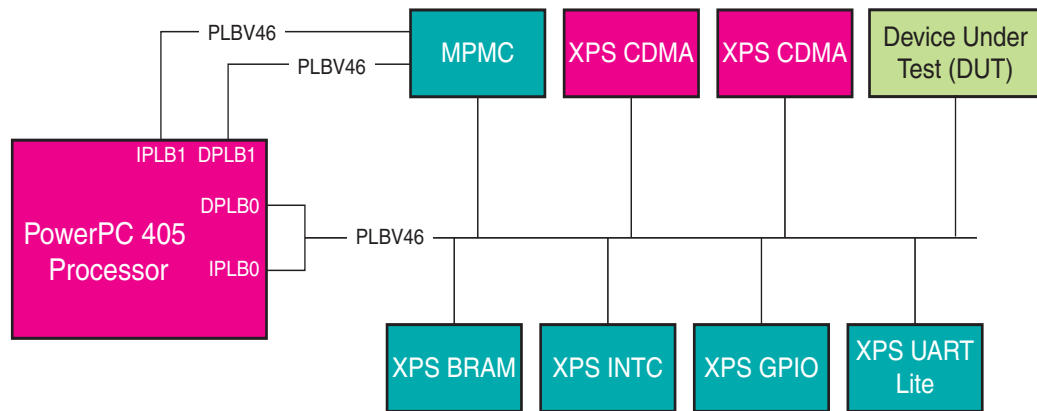 PLBV46
PLBV46
MPMC
XPS CDMA
XPS CDMA
Device Under
Test (DUT)
IPLB1
DPLB1
DPLB0
PowerPC 405
Processor
IPLB0
PLBV46
XPS BRAM
XPS INTC
XPS GPIO
XPS UART
Lite